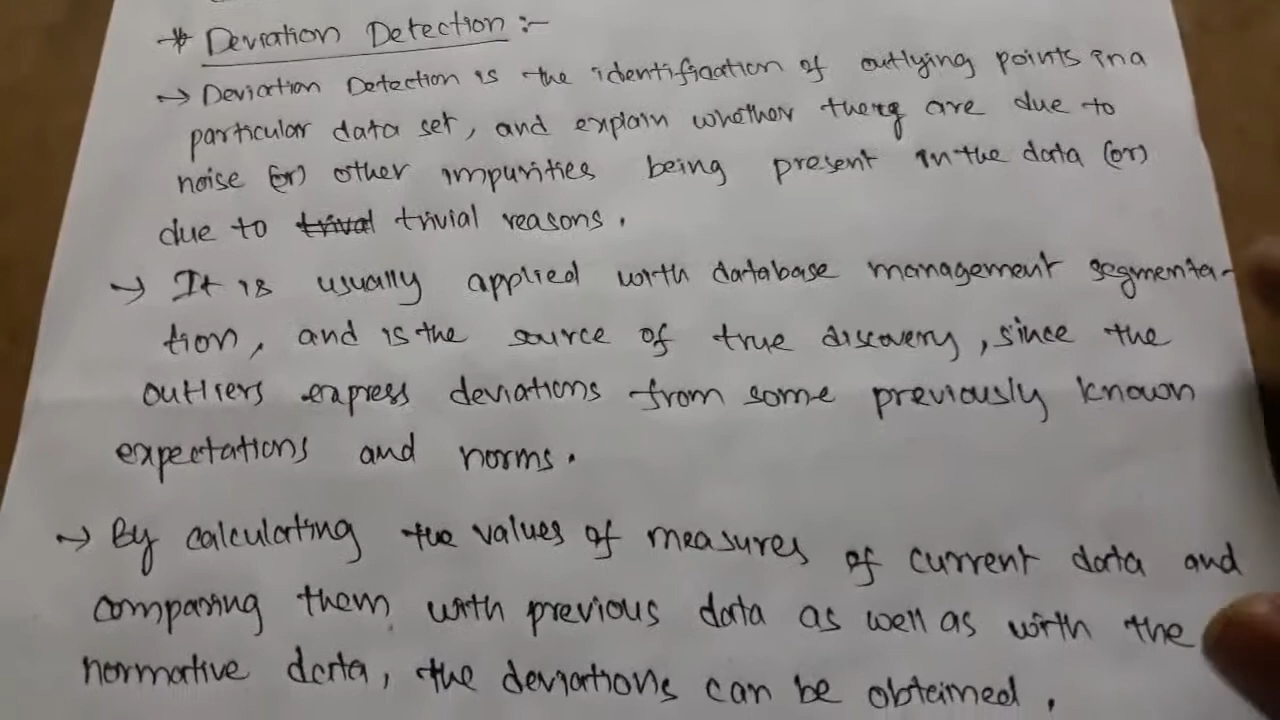 * Deviation Detection :-
→ Deviation Detection is the identification of outlying points in a
particular data set, and explain whether there are due to
noise (or) other impurities being present in the data (or)
due to trival trivial reasons.
→ It is usually applied with database management segmenta-
tion, and is the source of true discovery, since the
outliers express deviations from some previously known
expectations and norms.
→ By calculating the values of measures of current data and
comparing them with previous data as well as with the
normative data, the deviations can be obtained.